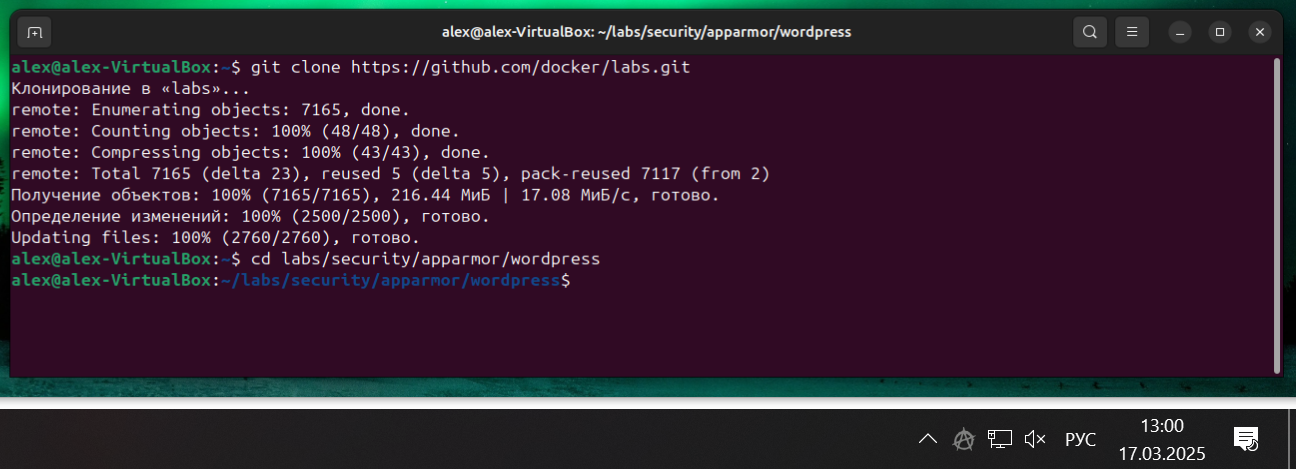 alex@alex-VirtualBox: ~/labs/security/apparmor/wordpress
alex@alex-VirtualBox:~$ git clone https://github.com/docker/labs.git
Клонирование в «labs»...
remote: Enumerating objects: 7165, done.
remote: Counting objects: 100% (48/48), done.
remote: Compressing objects: 100% (43/43), done.
remote: Total 7165 (delta 23), reused 5 (delta 5), pack-reused 7117 (from 2)
Получение объектов: 100% (7165/7165), 216.44 МиБ | 17.08 МиБ/с, готово.
Определение изменений: 100% (2500/2500), готово.
Updating files: 100% (2760/2760), готово.
alex@alex-VirtualBox:~$ cd labs/security/apparmor/wordpress
alex@alex-VirtualBox:~/labs/security/apparmor/wordpress$
РУС
13:00
17.03.2025